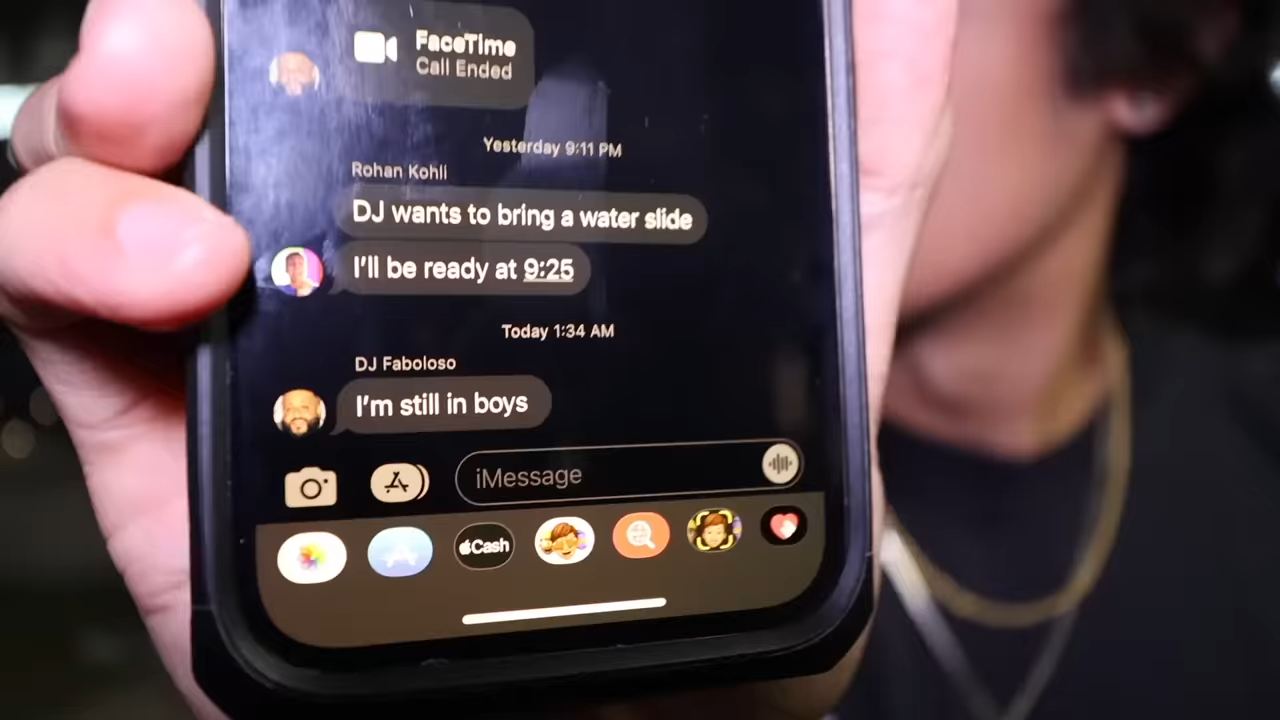 FaceTime
Call Ended
Yesterday 9:11 PM
Rohan Kohli
DJ wants to bring a water slide
I'll be ready at 9:25
Today 1:34 AM
DJ Faboloso
I'm still in boys
iMessage
Cash